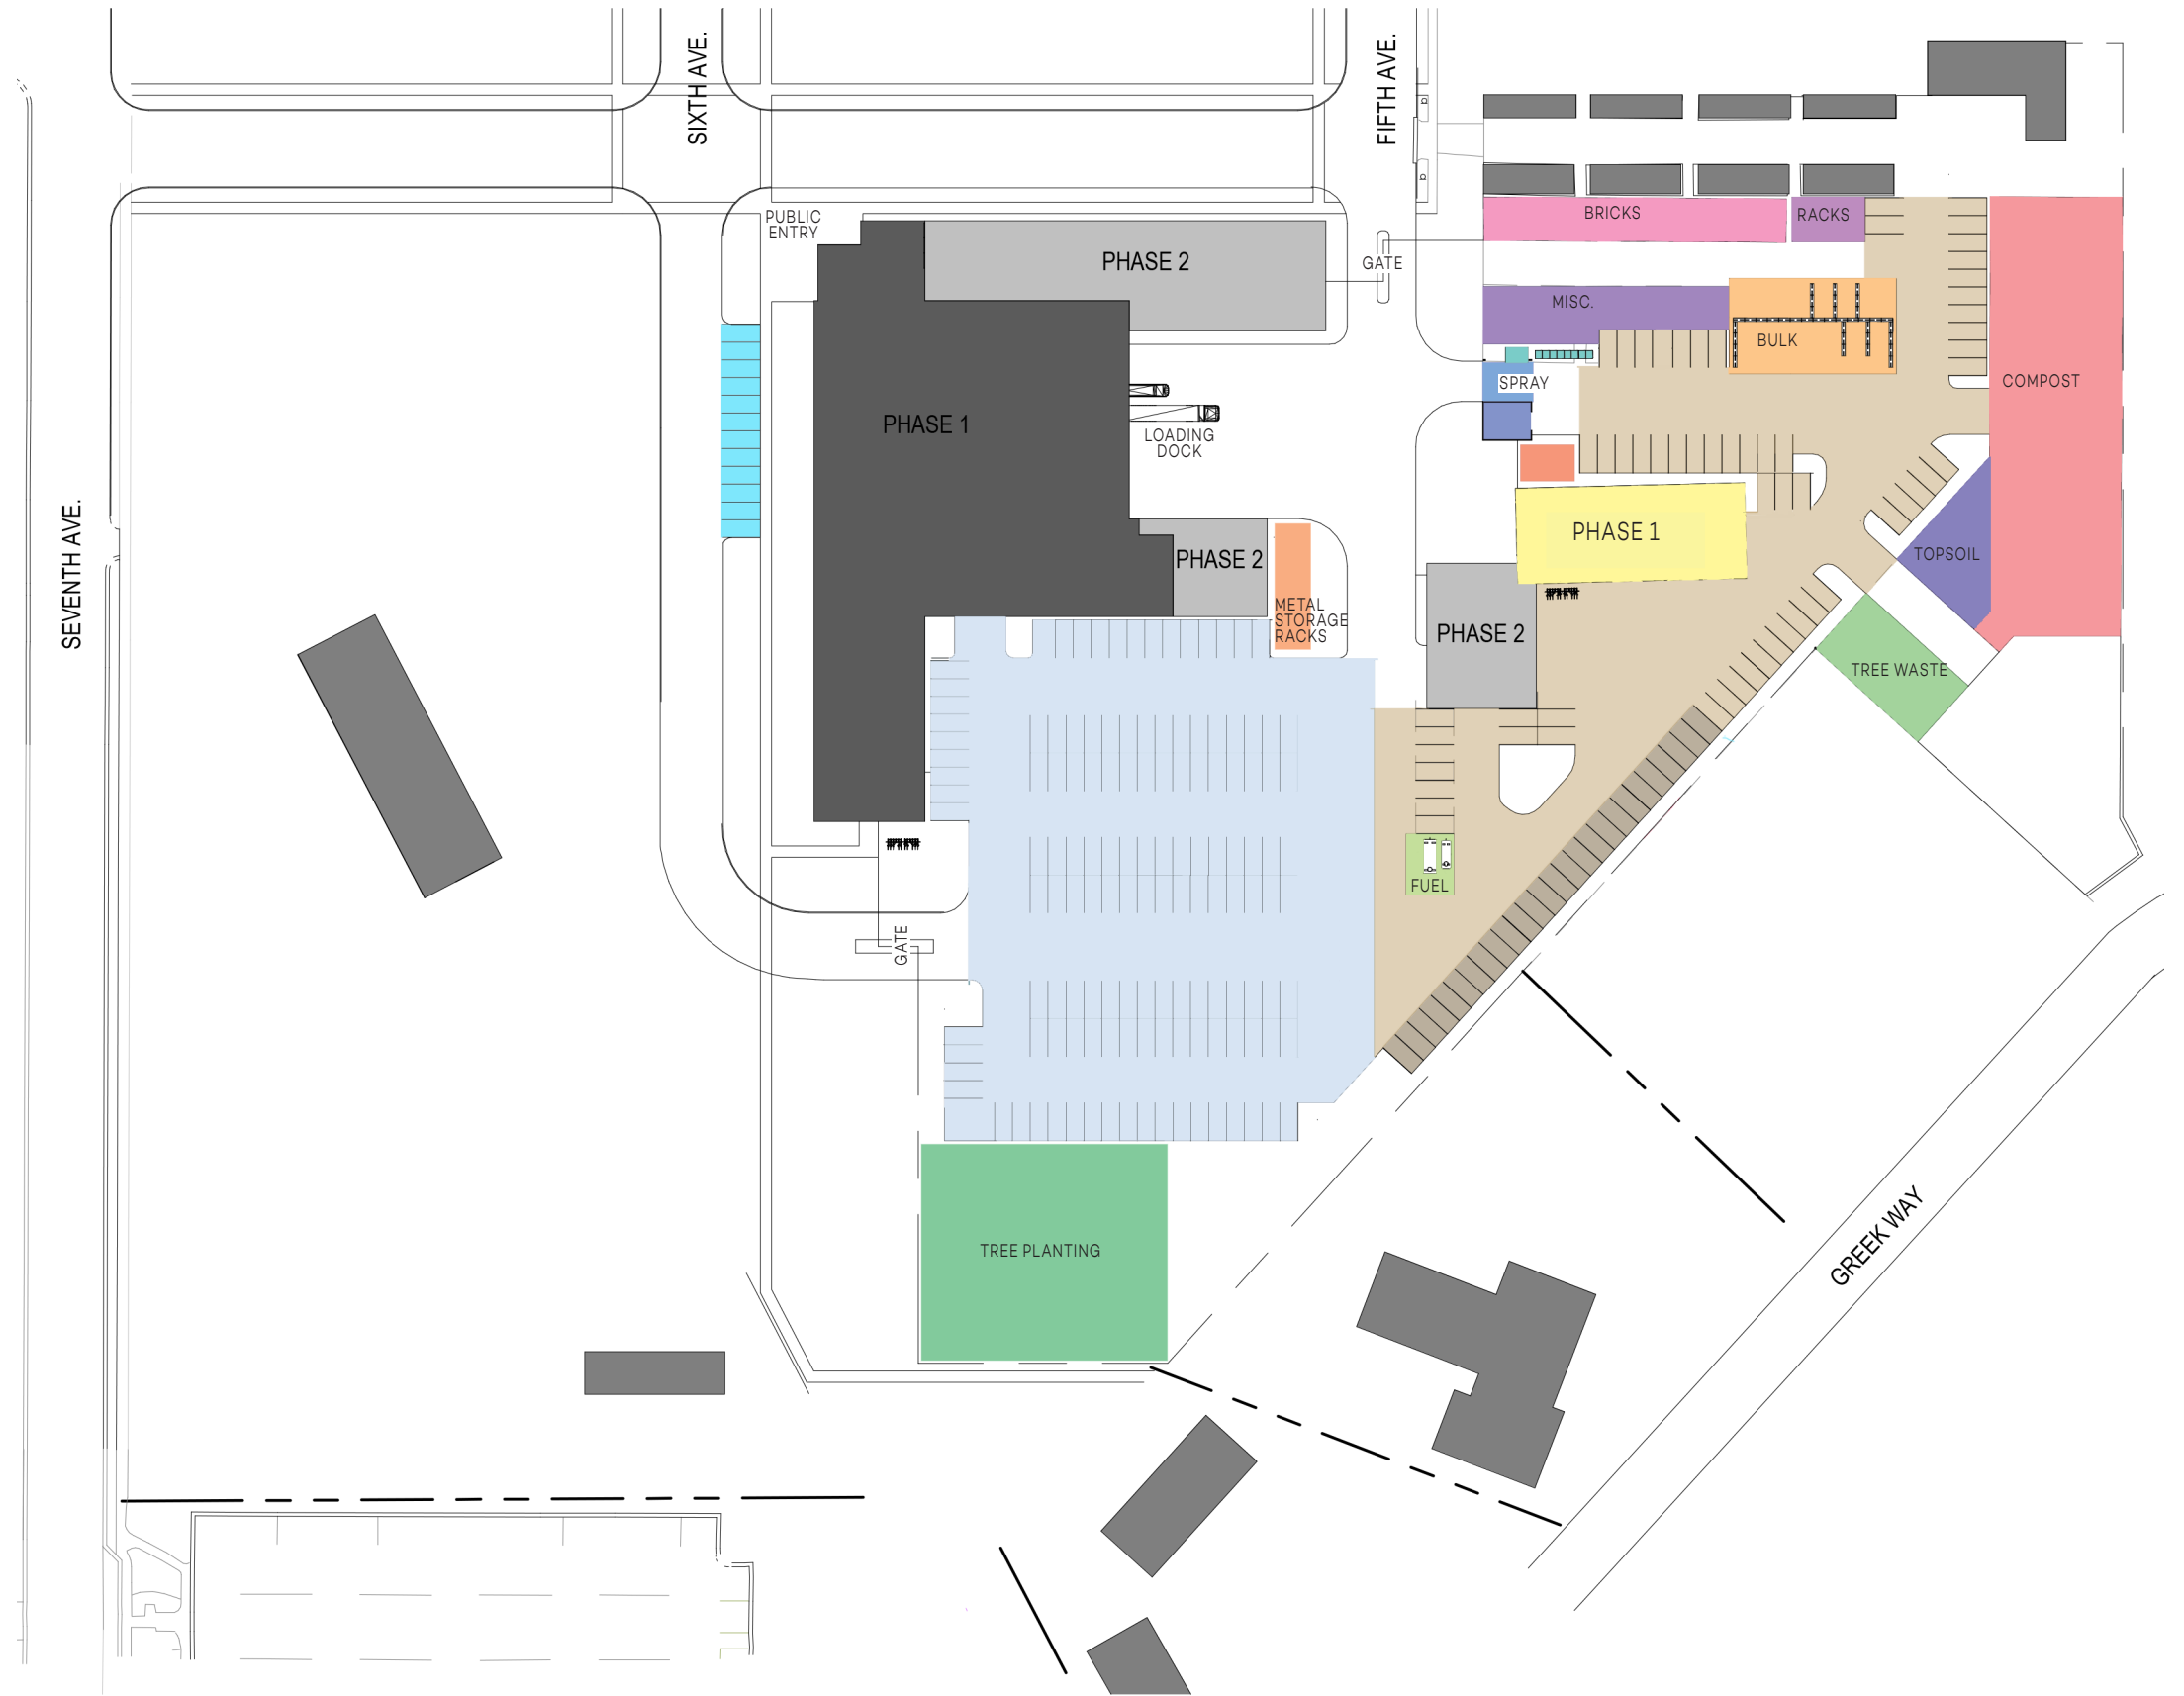 SIXTH AVE.
FIFTH AVE.
PUBLIC
ENTRY
BRICKS
RACKS
PHASE 2
GATE
MISC.
BULK
SPRAY
COMPOST
PHASE 1
LOADING
DOCK
SEVENTH AVE.
PHASE 1
PHASE 2
TOPSOIL
METAL
STORAGE
RACKS
PHASE 2
TREE WASTE
FUEL
GATE
TREE PLANTING
GREEK WAY